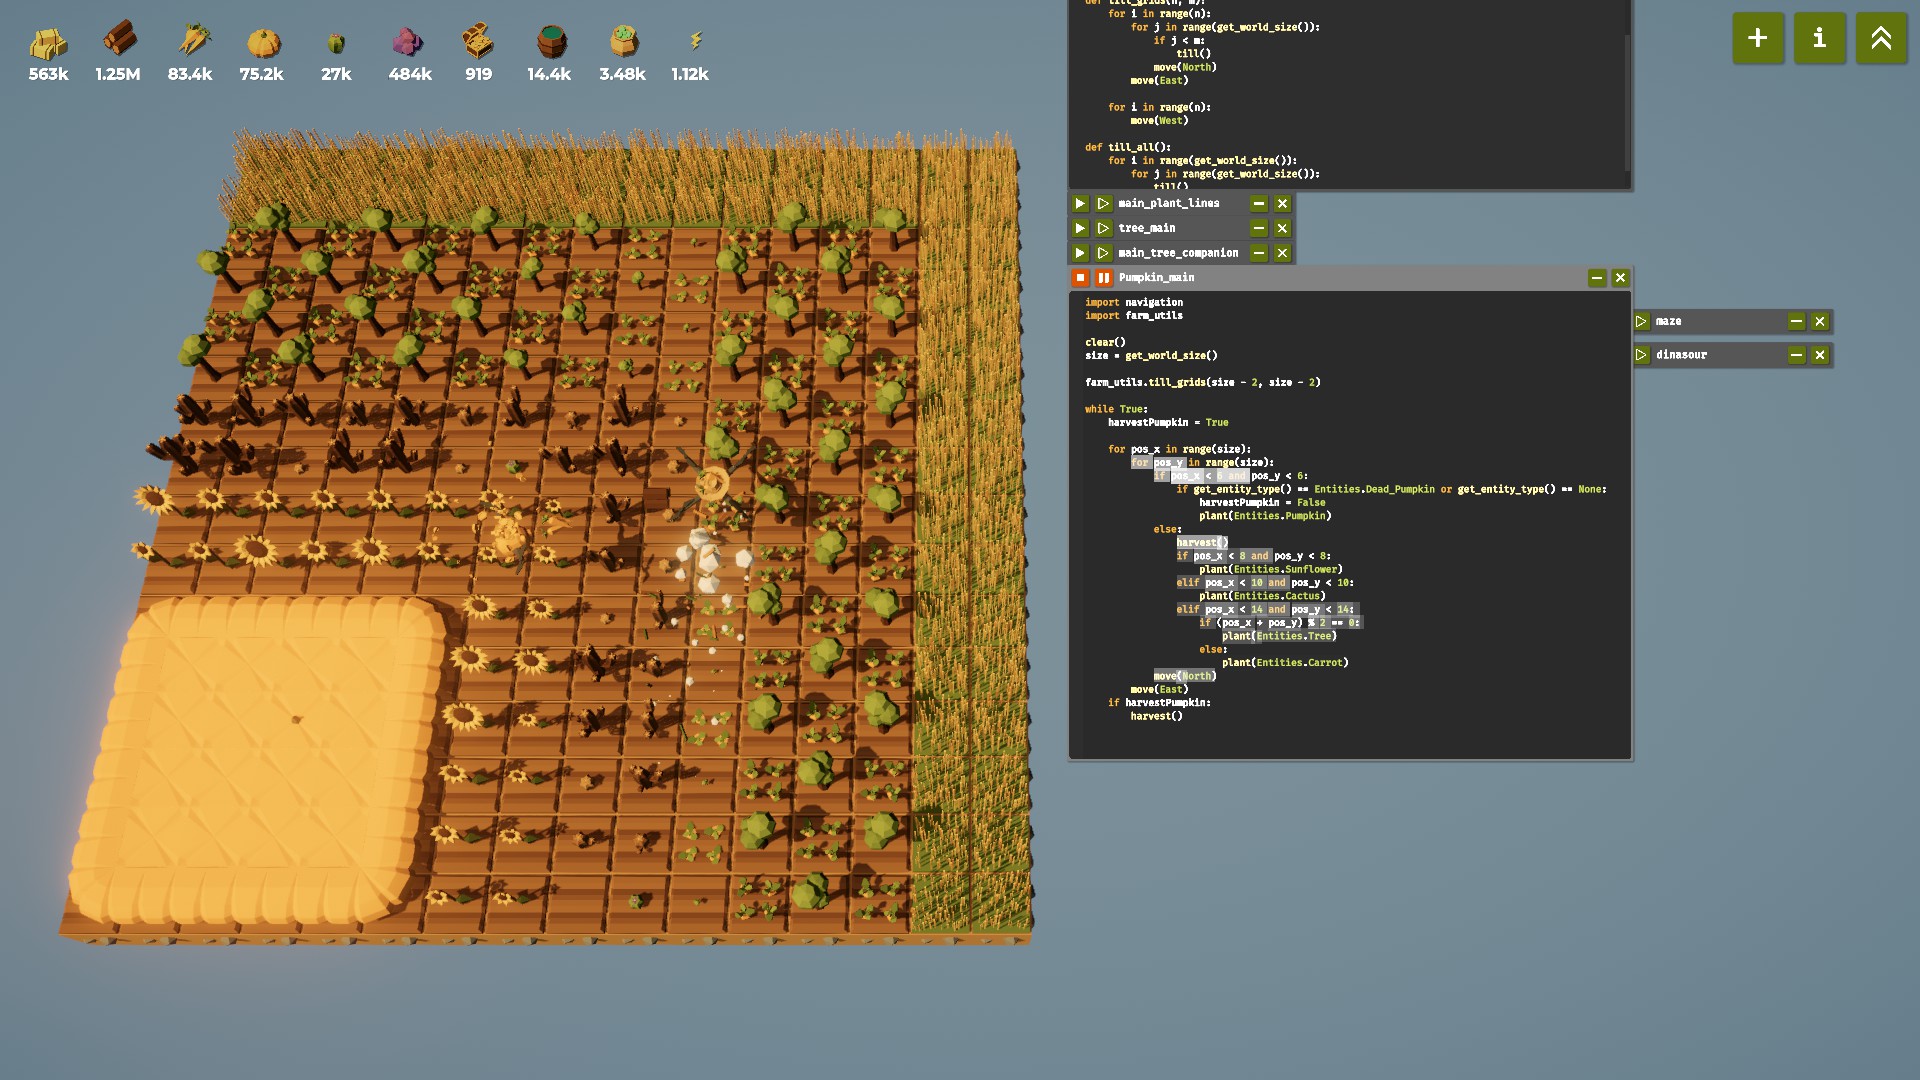 563k 1.25M 83.4k 75.2k 27k 484k 919 14.4k 3.48k 1.12k
def till_grids(n, m):
for i in range(n):
for j in range(get_world_size()):
if j < m:
till()
move(North)
move(East)
for i in range(n):
move(West)
def till_all():
for i in range(get_world_size()):
for j in range(get_world_size()):
till()
main_plant_lines
tree_main
main_tree_companion
Pumpkin_main
import navigation
import farm_utils
clear()
size = get_world_size()
farm_utils.till_grids(size - 2, size - 2)
while True:
harvestPumpkin = True
for pos_x in range(size):
for pos_y in range(size):
if pos_x < 6 and pos_y < 6:
if get_entity_type() == Entities.Dead_Pumpkin or get_entity_type() == None:
harvestPumpkin = False
plant(Entities.Pumpkin)
else:
harvest()
if pos_x < 8 and pos_y < 8:
plant(Entities.Sunflower)
elif pos_x < 10 and pos_y < 10:
plant(Entities.Cactus)
elif pos_x < 14 and pos_y < 14:
if (pos_x + pos_y) % 2 == 0:
plant(Entities.Tree)
else:
plant(Entities.Carrot)
move(North)
move(East)
if harvestPumpkin:
harvest()
maze
dinasour